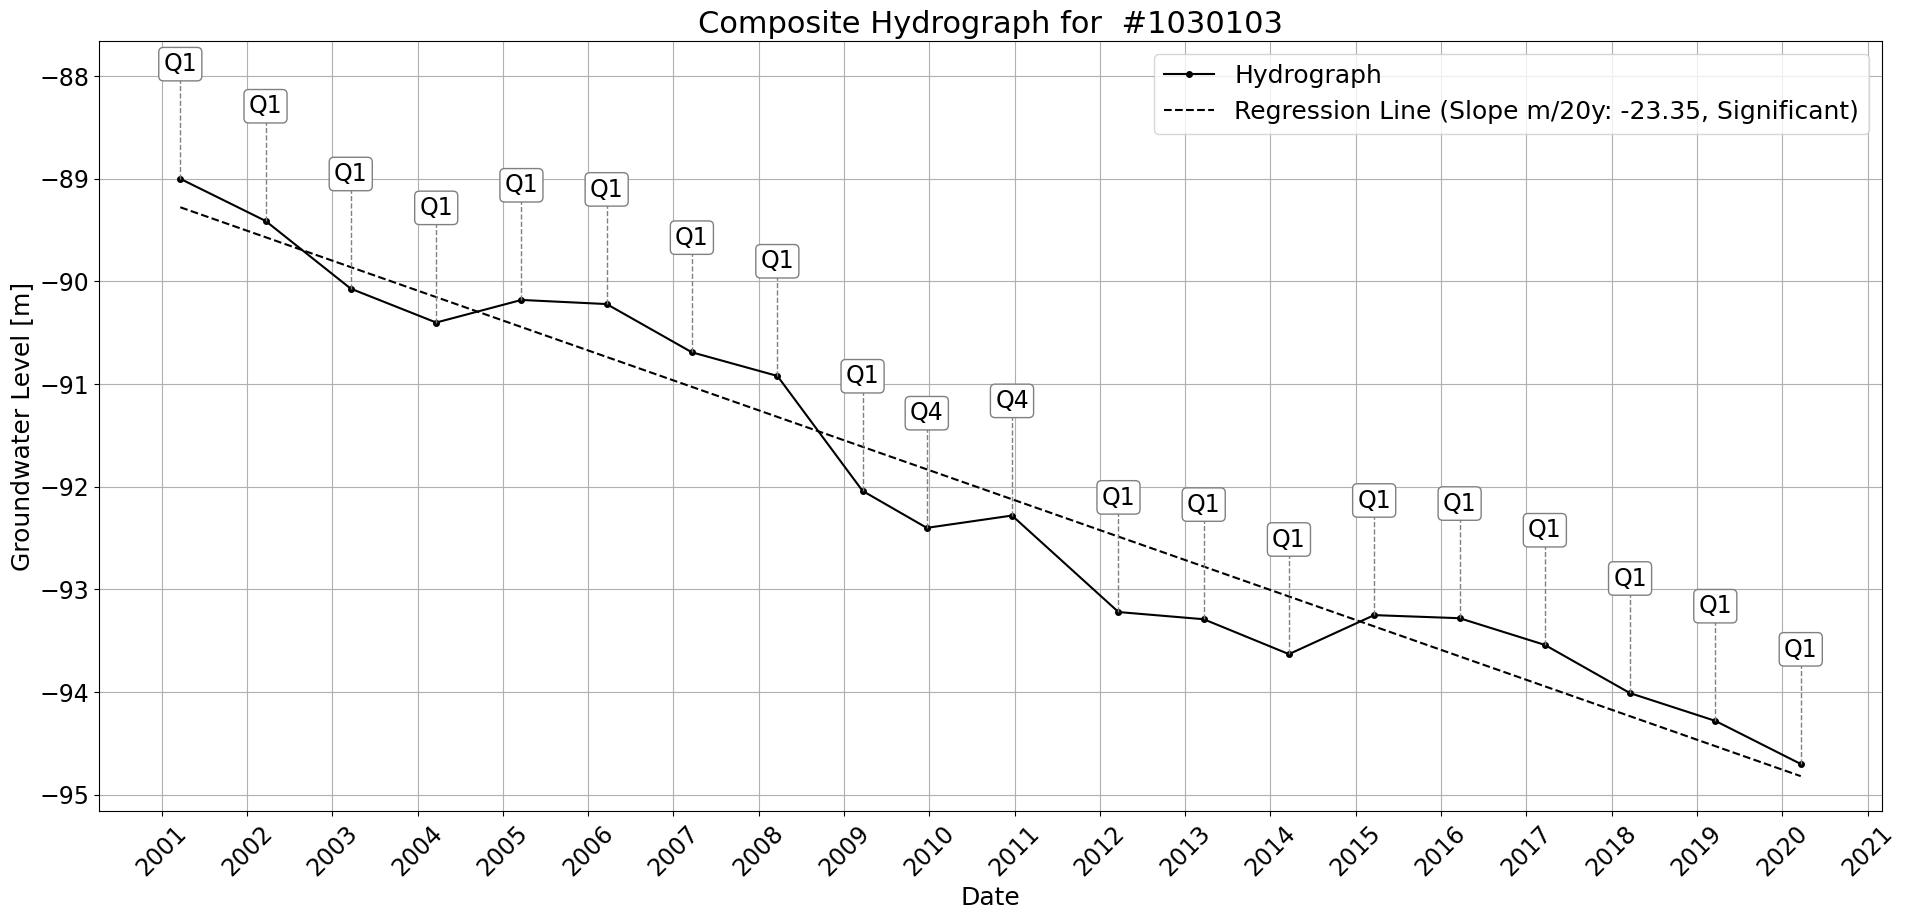 Composite Hydrograph for  #1030103
Hydrograph
Regression Line (Slope m/20y: -23.35, Significant)
Groundwater Level [m]
−88
−89
−90
−91
−92
−93
−94
−95
Q1
Q1
Q1
Q1
Q1
Q1
Q1
Q1
Q1
Q4
Q4
Q1
Q1
Q1
Q1
Q1
Q1
Q1
Q1
Q1
2001
2002
2003
2004
2005
2006
2007
2008
2009
2010
2011
2012
2013
2014
2015
2016
2017
2018
2019
2020
2021
Date